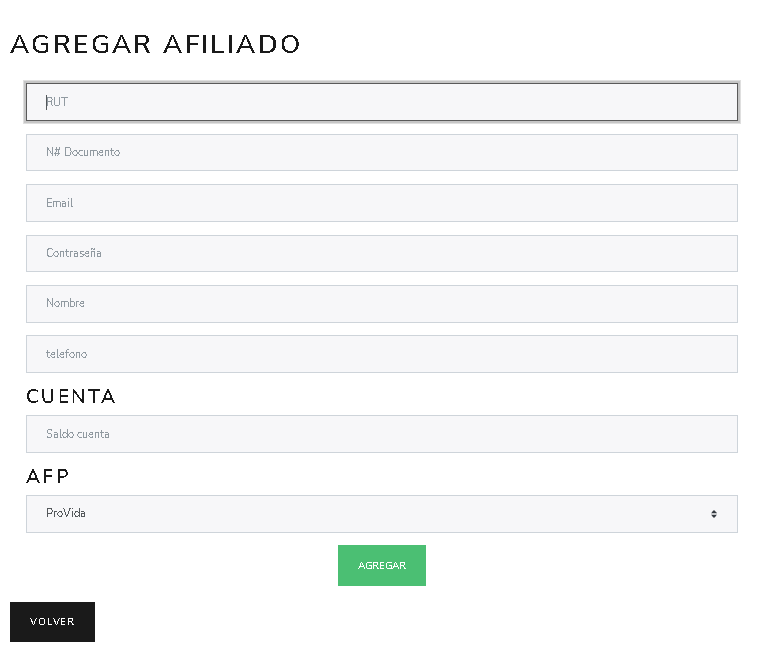 AGREGAR AFILIADO
RUT
N# Documento
Email
Contraseña
Nombre
telefono
CUENTA
Saldo cuenta
AFP
ProVida
AGREGAR
VOLVER